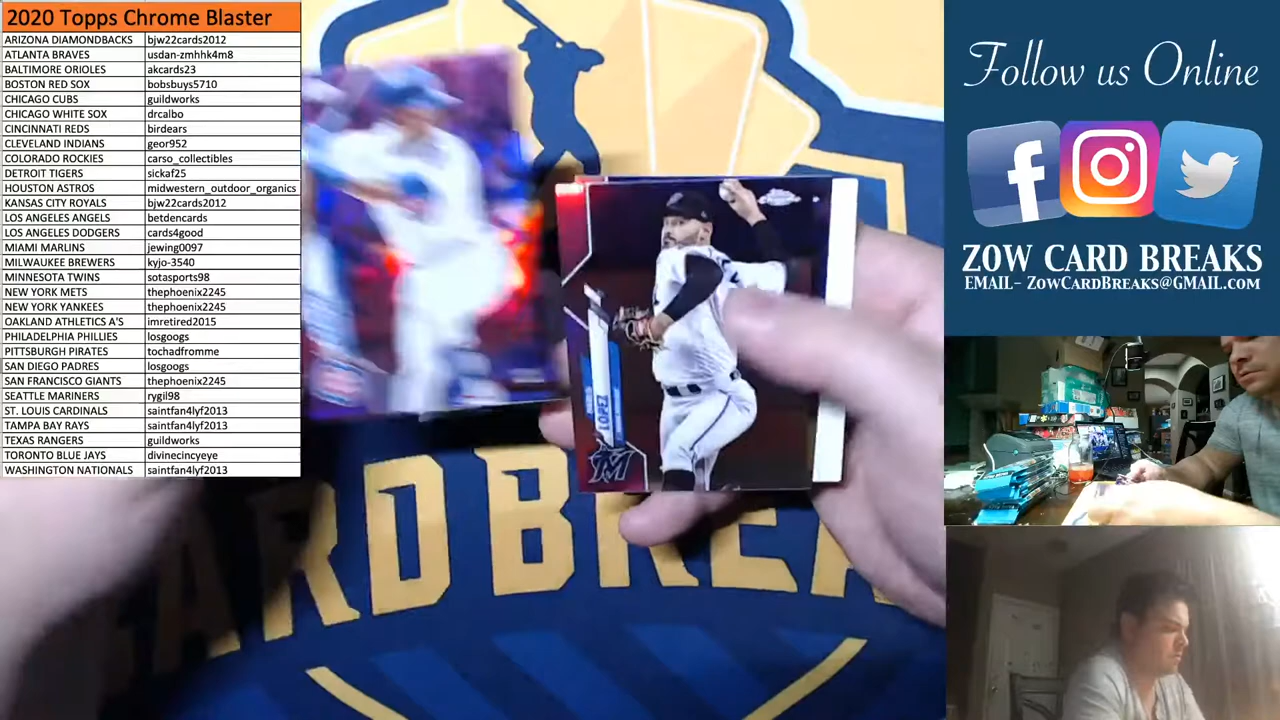 2020 Topps Chrome Blaster
ARIZONA DIAMONDBACKS bjw22cards2012
ATLANTA BRAVES usdan-zmhhk4m8
BALTIMORE ORIOLES akcards23
BOSTON RED SOX bobsbuys5710
CHICAGO CUBS guildworks
CHICAGO WHITE SOX drcalbo
CINCINNATI REDS birdears
CLEVELAND INDIANS geor952
COLORADO ROCKIES carso_collectibles
DETROIT TIGERS sickaf25
HOUSTON ASTROS midwestern_outdoor_organics
KANSAS CITY ROYALS bjw22cards2012
LOS ANGELES ANGELS betdencards
LOS ANGELES DODGERS cards4good
MIAMI MARLINS jewing0097
MILWAUKEE BREWERS kyjo-3540
MINNESOTA TWINS sotasports98
NEW YORK METS thephoenix2245
NEW YORK YANKEES thephoenix2245
OAKLAND ATHLETICS A'S imretired2015
PHILADELPHIA PHILLIES losgoogs
PITTSBURGH PIRATES tochadfromme
SAN DIEGO PADRES losgoogs
SAN FRANCISCO GIANTS thephoenix2245
SEATTLE MARINERS rygil98
ST. LOUIS CARDINALS saintfan4lyf2013
TAMPA BAY RAYS saintfan4lyf2013
TEXAS RANGERS guildworks
TORONTO BLUE JAYS divinecincyeye
WASHINGTON NATIONALS saintfan4lyf2013
LOPEZ
M
ARD BREA
Follow us Online
f
ZOW CARD BREAKS
EMAIL- ZOWCARDBREAKS@GMAIL.COM